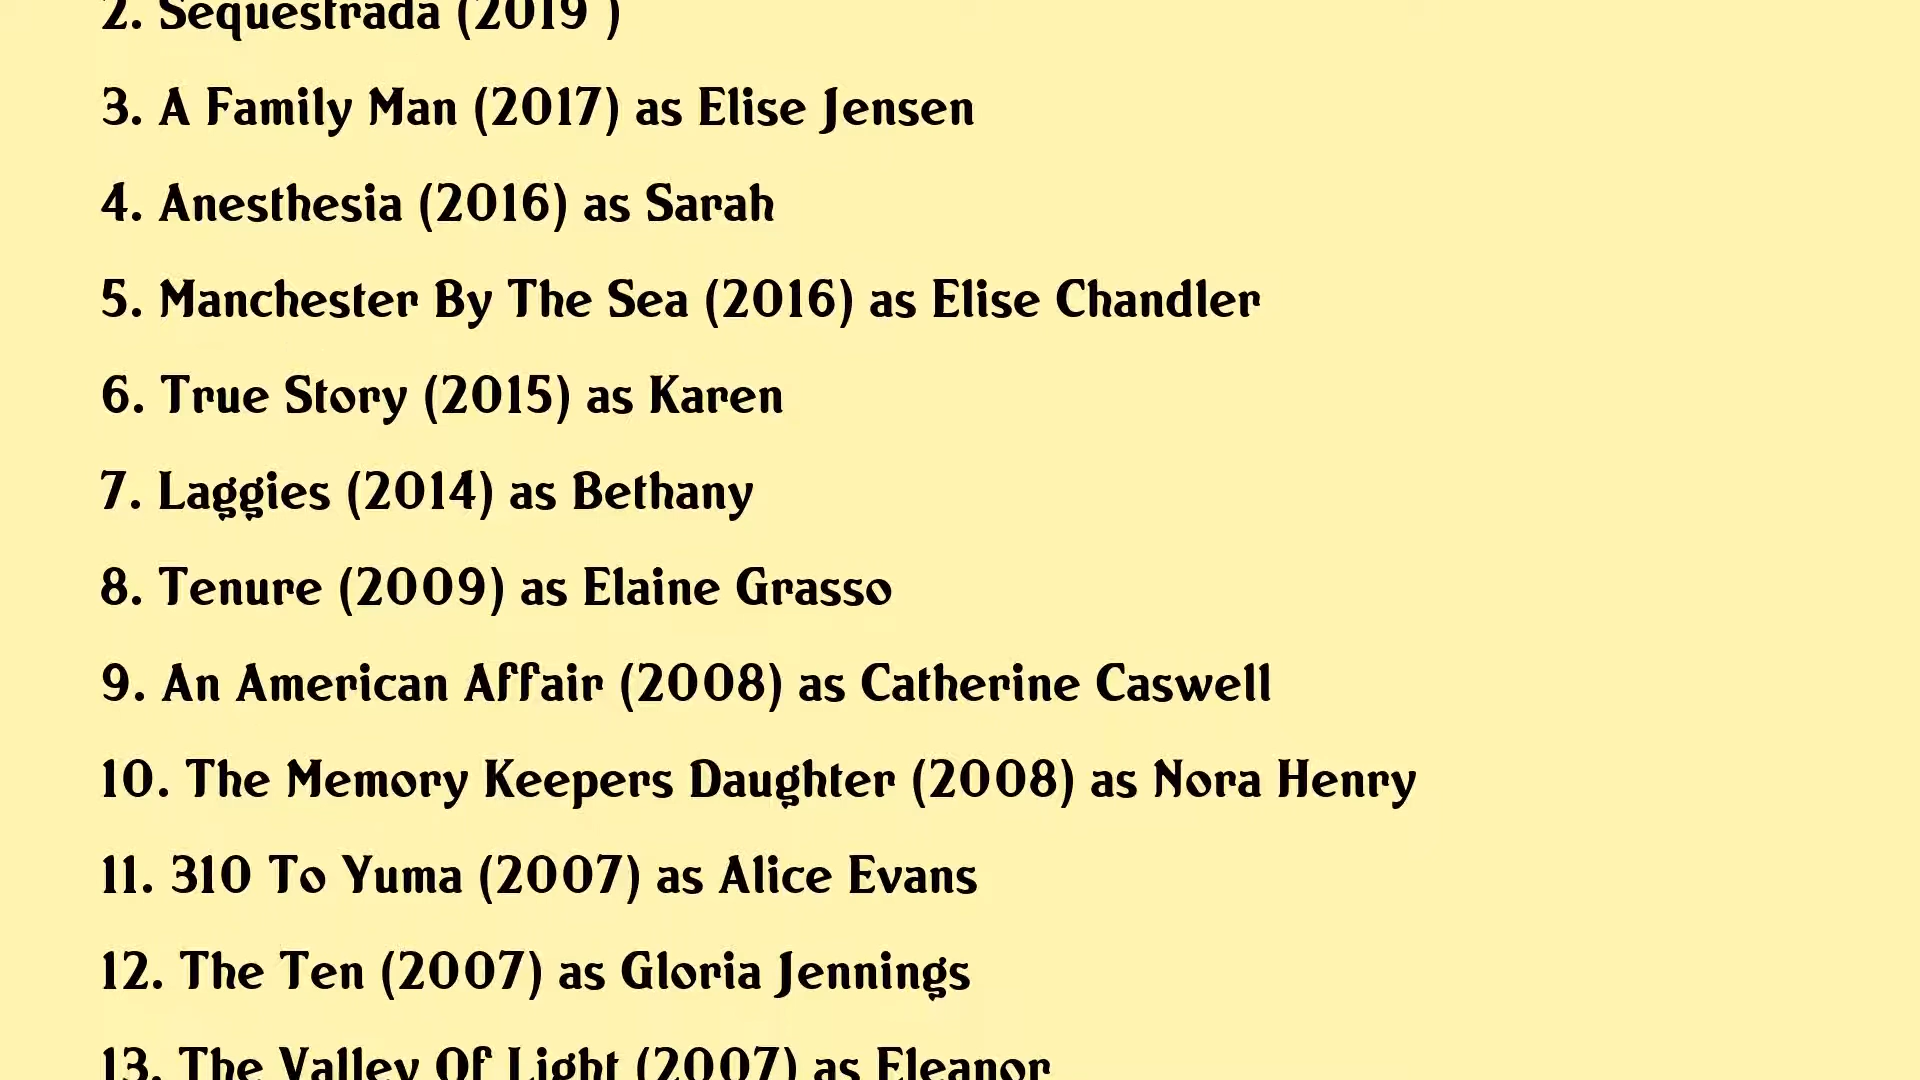 2. Sequestrada (2019 )
3. A Family Man (2017) as Elise Jensen
4. Anesthesia (2016) as Sarah
5. Manchester By The Sea (2016) as Elise Chandler
6. True Story (2015) as Karen
7. Laggies (2014) as Bethany
8. Tenure (2009) as Elaine Grasso
9. An American Affair (2008) as Catherine Caswell
10. The Memory Keepers Daughter (2008) as Nora Henry
11. 310 To Yuma (2007) as Alice Evans
12. The Ten (2007) as Gloria Jennings
13. The Valley Of Light (2007) as Eleanor